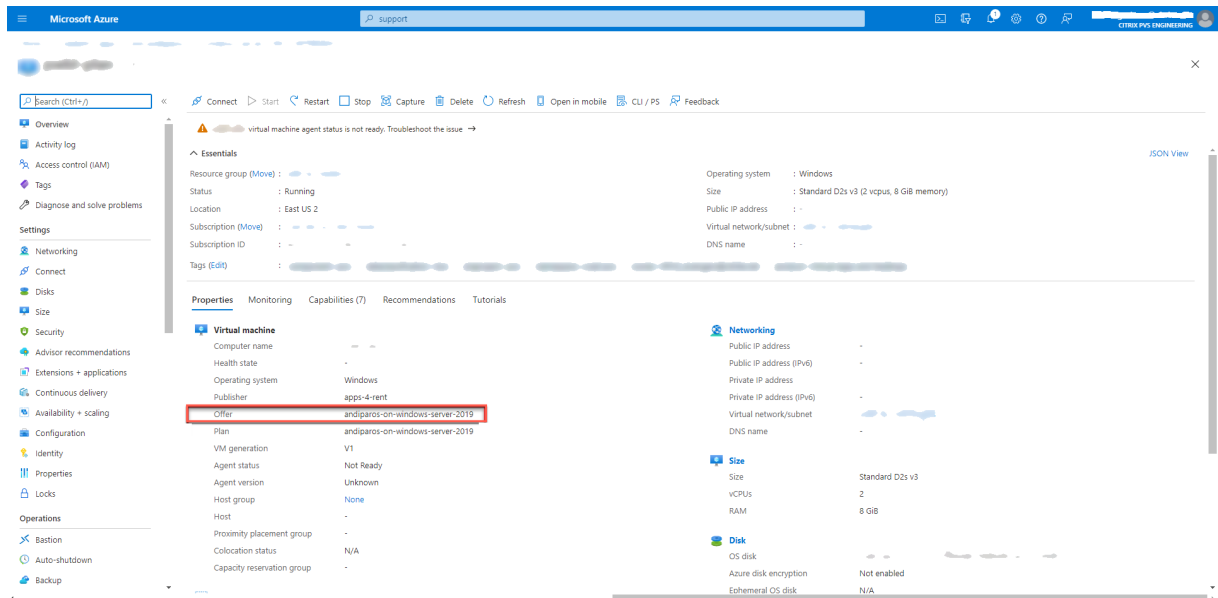 Microsoft Azure
support
1
CITRIX PVS ENGINEERING
Search (Ctrl+/)
«
Connect Start Restart Stop Capture Delete Refresh Open in mobile CLI / PS Feedback
virtual machine agent status is not ready. Troubleshoot the issue →
Overview
Activity log
Access control (IAM)
Tags
Diagnose and solve problems
Settings
Networking
Connect
Disks
Size
Security
Advisor recommendations
Extensions + applications
Continuous delivery
Availability + scaling
Configuration
Identity
Properties
Locks
Operations
Bastion
Auto-shutdown
Backup
Essentials
JSON View
Resource group (Move) :
Status : Running
Location : East US 2
Subscription (Move) :
Subscription ID :
Tags (Edit) :
Operating system : Windows
Size : Standard D2s v3 (2 vcpus, 8 GiB memory)
Public IP address : -
Virtual network/subnet :
DNS name : -
Properties Monitoring Capabilities (7) Recommendations Tutorials
Virtual machine
Computer name
Health state -
Operating system Windows
Publisher apps-4-rent
Offer andiparos-on-windows-server-2019
Plan andiparos-on-windows-server-2019
VM generation V1
Agent status Not Ready
Agent version Unknown
Host group None
Host -
Proximity placement group -
Colocation status N/A
Capacity reservation group -
Networking
Public IP address -
Public IP address (IPv6) -
Private IP address
Private IP address (IPv6) -
Virtual network/subnet
DNS name -
Size
Size Standard D2s v3
vCPUs 2
RAM 8 GiB
Disk
OS disk
Azure disk encryption Not enabled
Ephemeral OS disk N/A